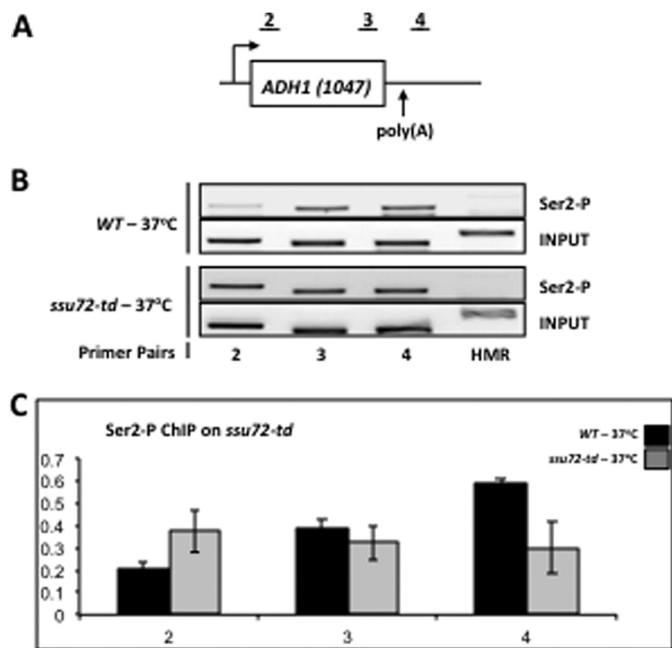 A
2 3 4
ADH1 (1047)
poly(A)
B
WT – 37°C
Ser2-P
INPUT
ssu72-td – 37°C
Ser2-P
INPUT
Primer Pairs 2 3 4 HMR
C
Ser2-P ChIP on ssu72-td
WT – 37°C
ssu72-td – 37°C
0.7
0.6
0.5
0.4
0.3
0.2
0.1
0
2 3 4